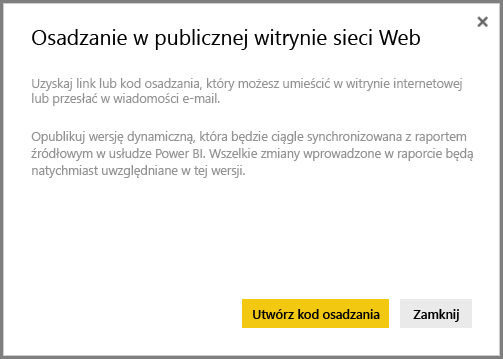 Osadzanie w publicznej witrynie sieci Web
Uzyskaj link lub kod osadzania, który możesz umieścić w witrynie internetowej
lub przesłać w wiadomości e-mail.
Opublikuj wersję dynamiczną, która będzie ciągle synchronizowana z raportem
źródłowym w usłudze Power BI. Wszelkie zmiany wprowadzone w raporcie będą
natychmiast uwzględniane w tej wersji.
Utwórz kod osadzania
Zamknij